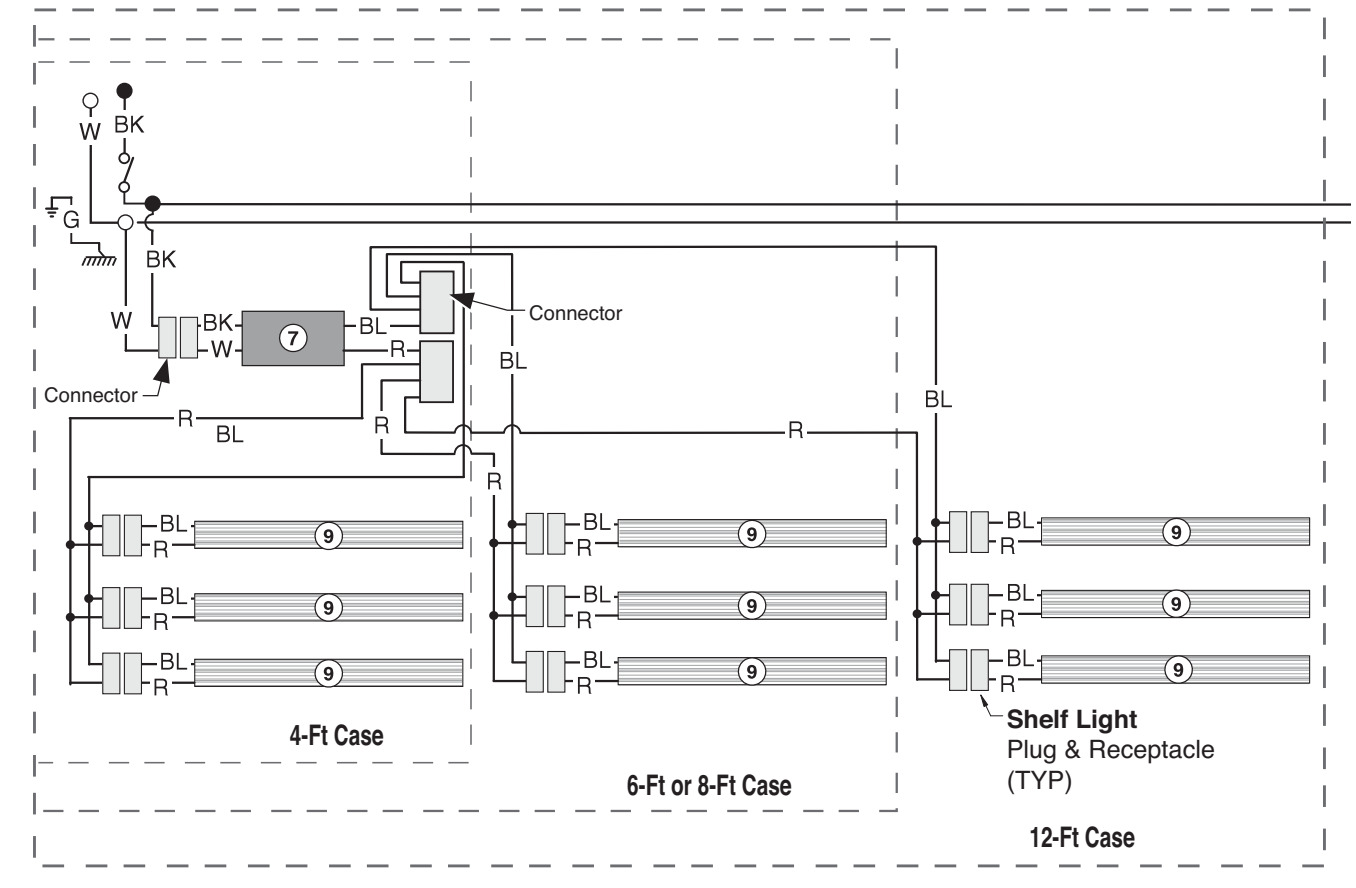 W
BK
G
BK
W
BK
BL
7
W
R
Connector
Connector
BL
BL
R
BL
R
R
R
BL
9
R
BL
9
R
BL
9
R
BL
9
R
BL
9
R
BL
9
R
BL
9
R
BL
9
R
BL
9
R
4-Ft Case
Shelf Light
Plug & Receptacle
(TYP)
6-Ft or 8-Ft Case
12-Ft Case